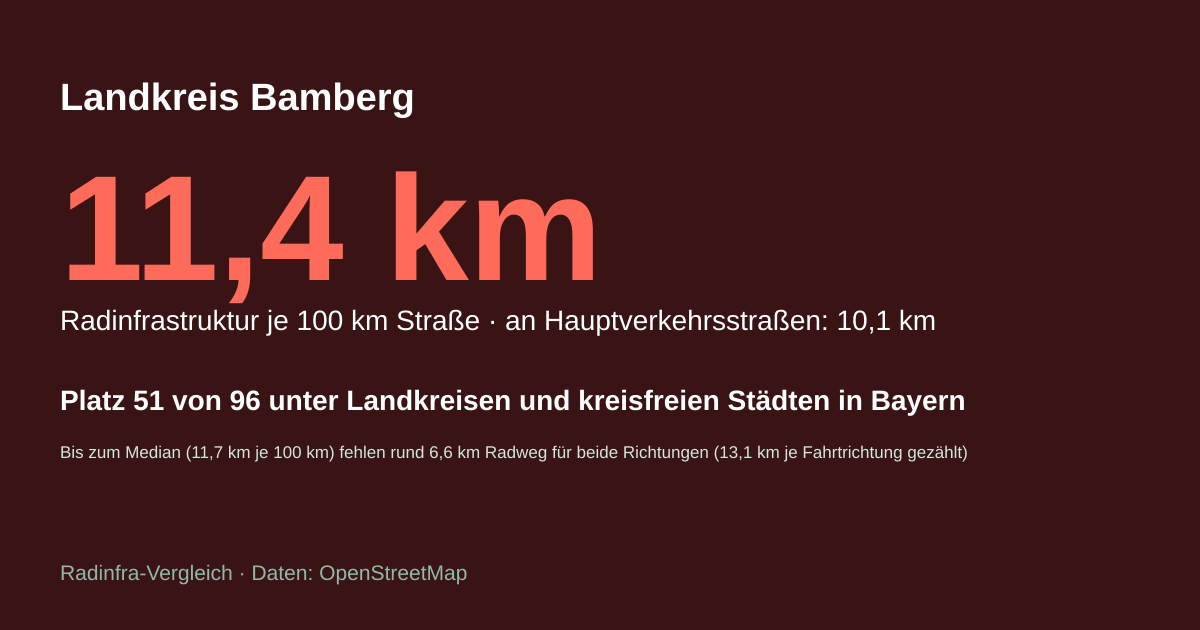 Landkreis Bamberg
11,4 km
Radinfrastruktur je 100 km Straße · an Hauptverkehrsstraßen: 10,1 km
Platz 51 von 96 unter Landkreisen und kreisfreien Städten in Bayern
Bis zum Median (11,7 km je 100 km) fehlen rund 6,6 km Radweg für beide Richtungen (13,1 km je Fahrtrichtung gezählt)
Radinfra-Vergleich · Daten: OpenStreetMap